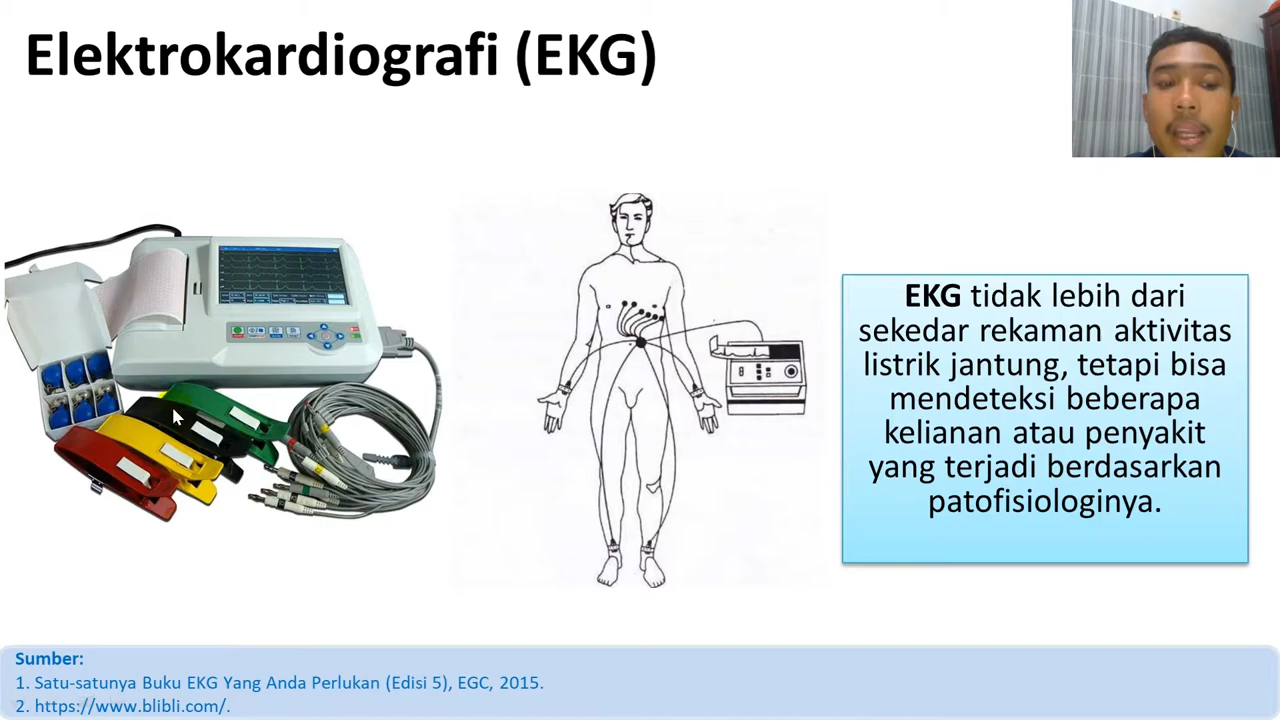 Elektrokardiografi (EKG)
EKG tidak lebih dari
sekedar rekaman aktivitas
listrik jantung, tetapi bisa
mendeteksi beberapa
kelianan atau penyakit
yang terjadi berdasarkan
patofisiologinya.
Sumber:
1. Satu-satunya Buku EKG Yang Anda Perlukan (Edisi 5), EGC, 2015.
2. https://www.blibli.com/.